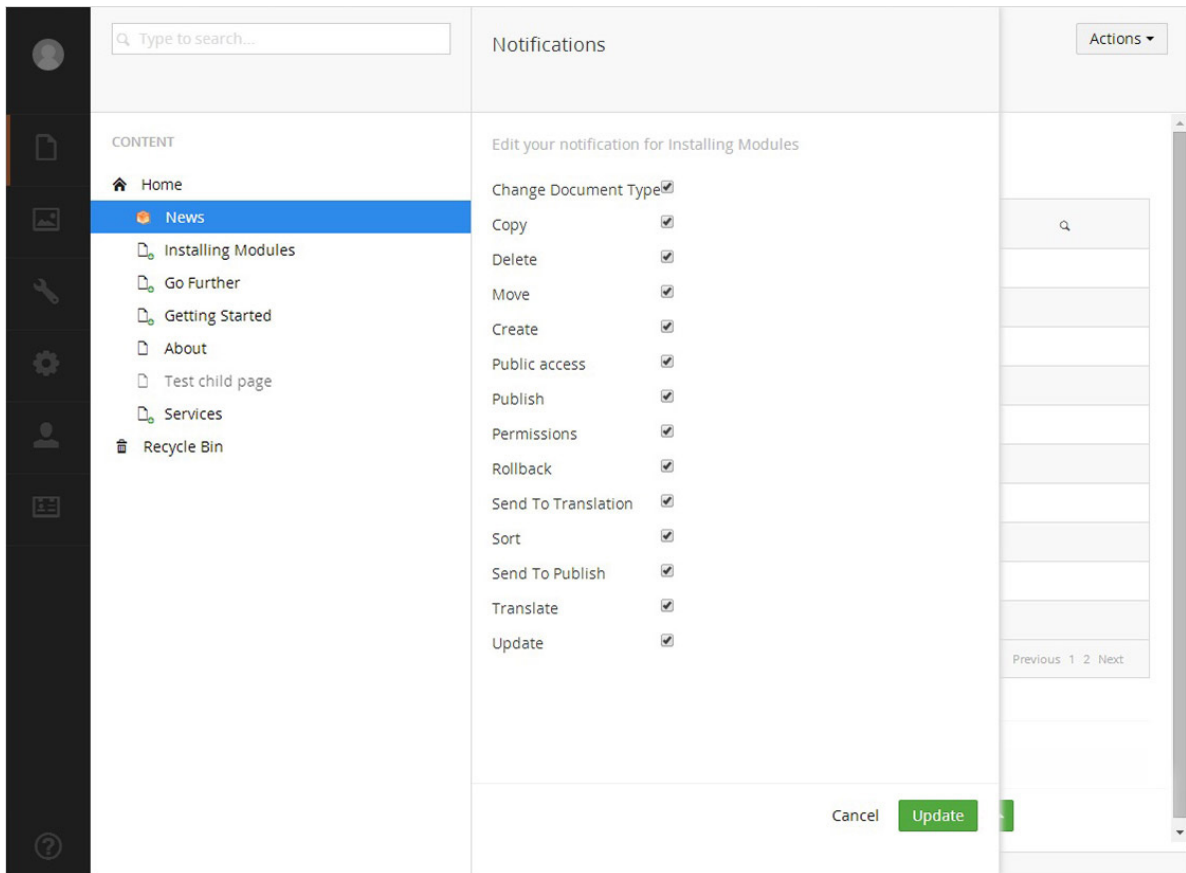 Type to search...
Notifications
Actions
CONTENT
Home
News
Installing Modules
Go Further
Getting Started
About
Test child page
Services
Recycle Bin
Edit your notification for Installing Modules
Change Document Type
Copy
Delete
Move
Create
Public access
Publish
Permissions
Rollback
Send To Translation
Sort
Send To Publish
Translate
Update
Previous 1 2 Next
Cancel
Update